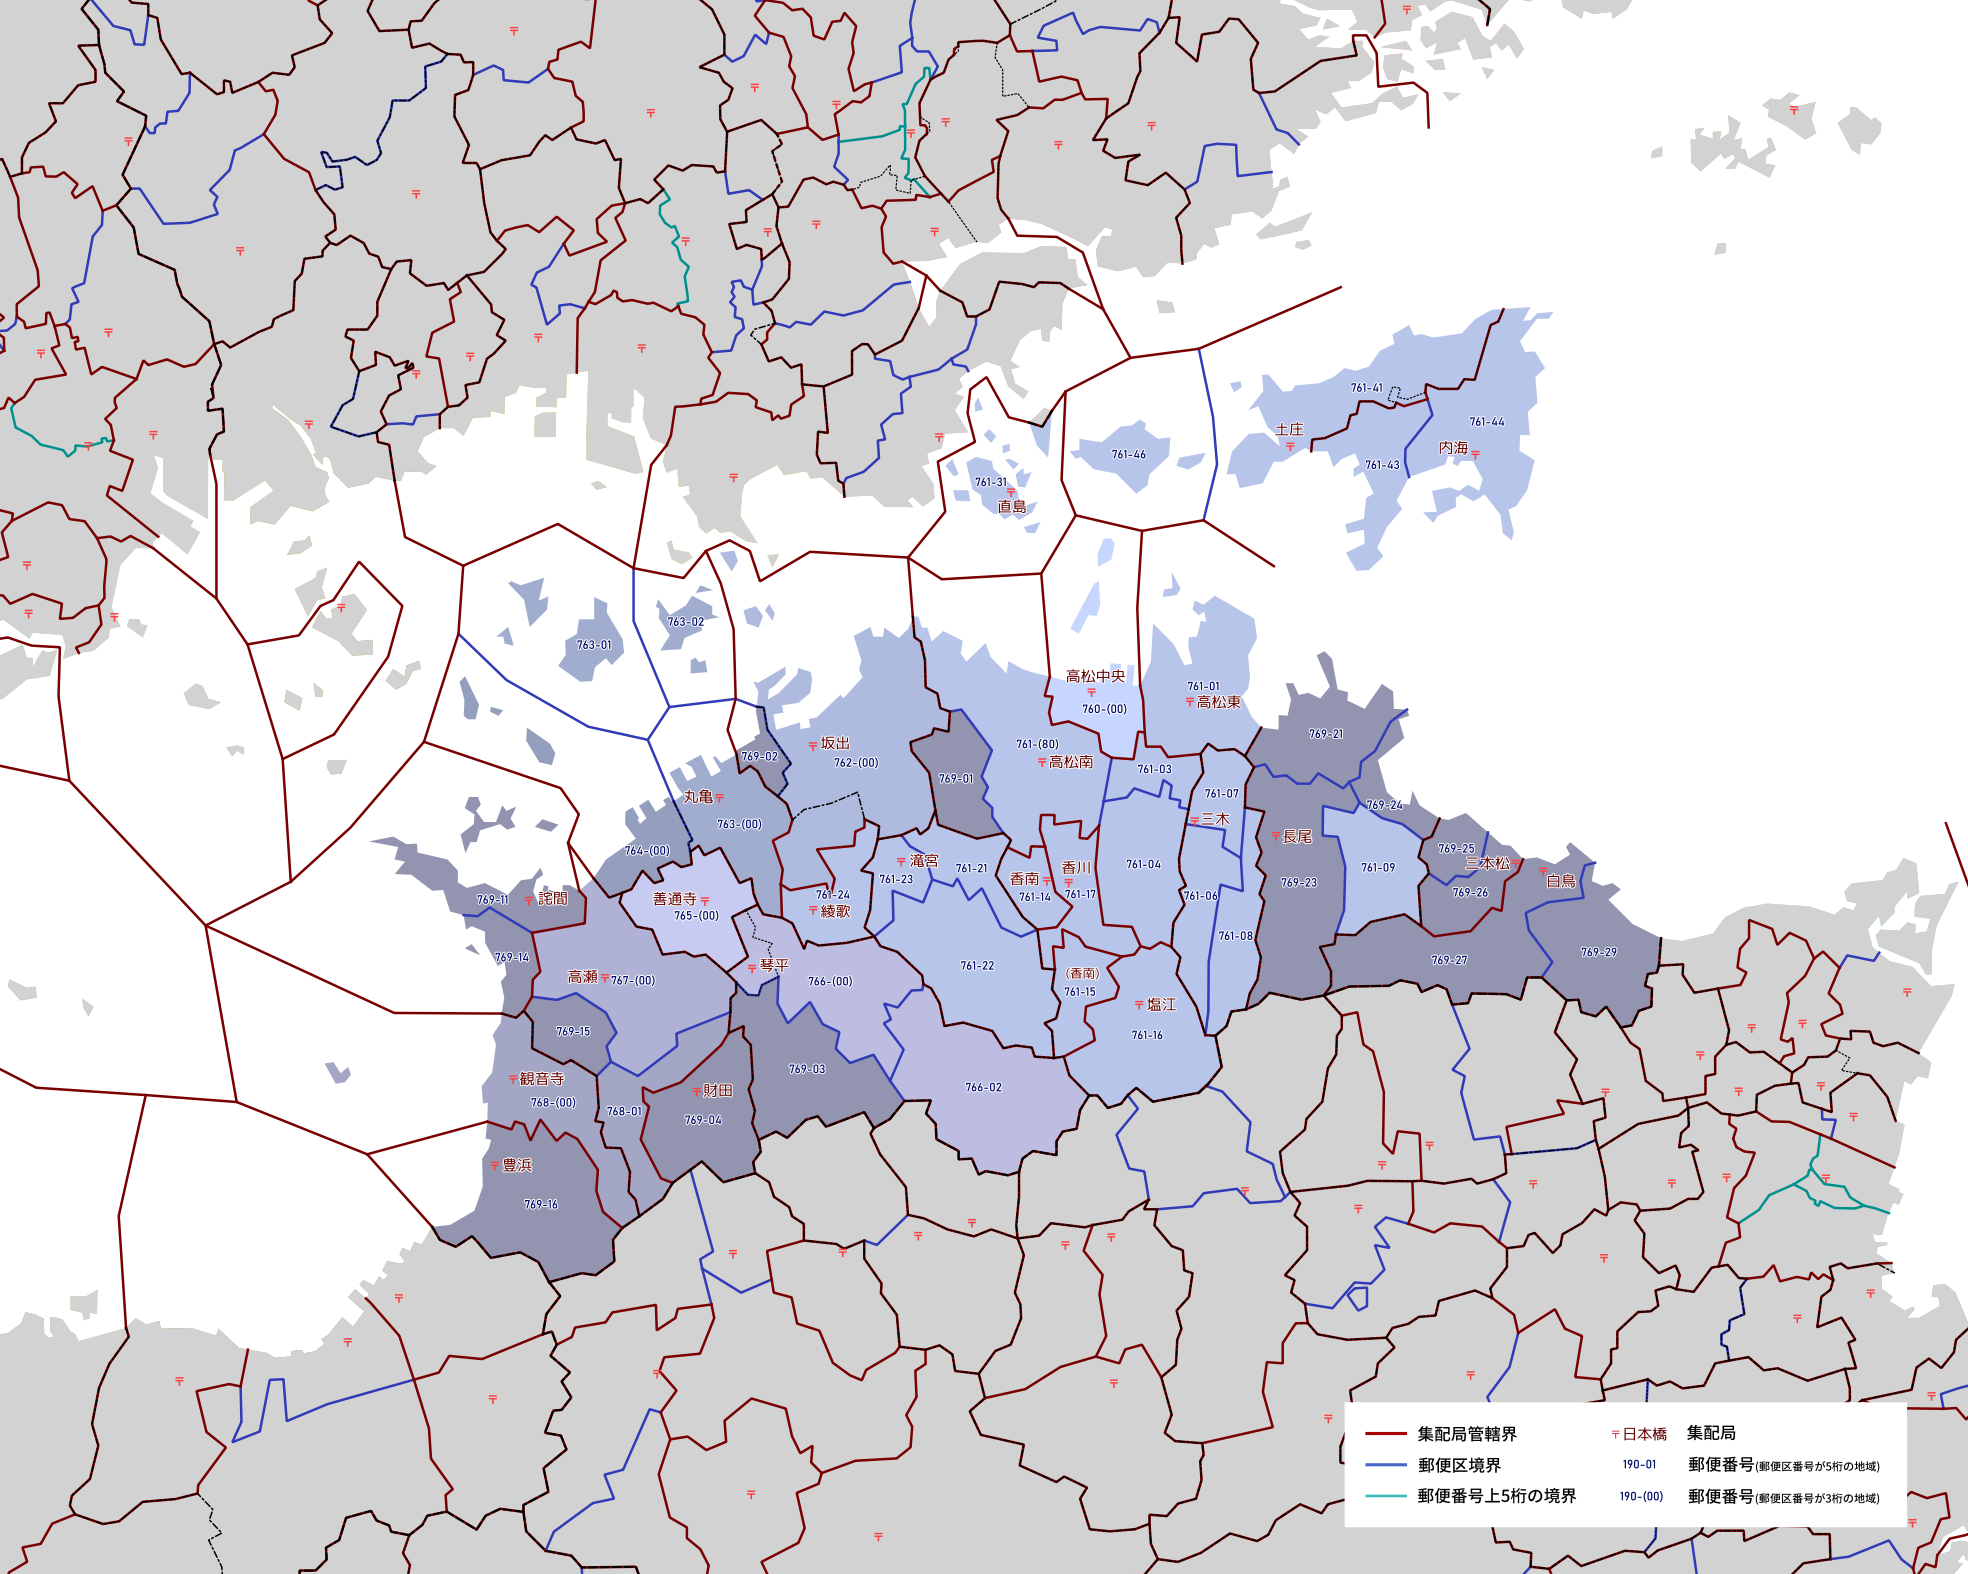 761-41
761-44
土庄
〒
内海
〒
761-43
761-46
761-31
〒
直島
763-01
763-02
高松中央
〒
760-(00)
761-01
〒高松東
769-21
〒坂出
762-(00)
761-(80)
〒高松南
769-02
769-01
761-03
761-07
丸亀〒
763-(00)
769-24
〒三木
〒長尾
764-(00)
769-25
三本松〒
〒滝宮
761-23
761-21
761-04
761-09
香川
〒
香南〒
761-14
761-17
769-23
769-26
〒
白鳥
善通寺〒
765-(00)
761-24
〒綾歌
761-06
769-11
〒詫間
761-08
769-14
〒琴平
761-22
769-27
769-29
高瀬〒767-(00)
766-(00)
(香南)
761-15
〒塩江
761-16
769-15
〒観音寺
768-(00)
768-01
〒財田
769-04
769-03
766-02
〒豊浜
769-16
集配局管轄界
郵便区境界
郵便番号上5桁の境界
〒日本橋 集配局
190-01 郵便番号(郵便区番号が5桁の地域)
190-(00) 郵便番号(郵便区番号が3桁の地域)